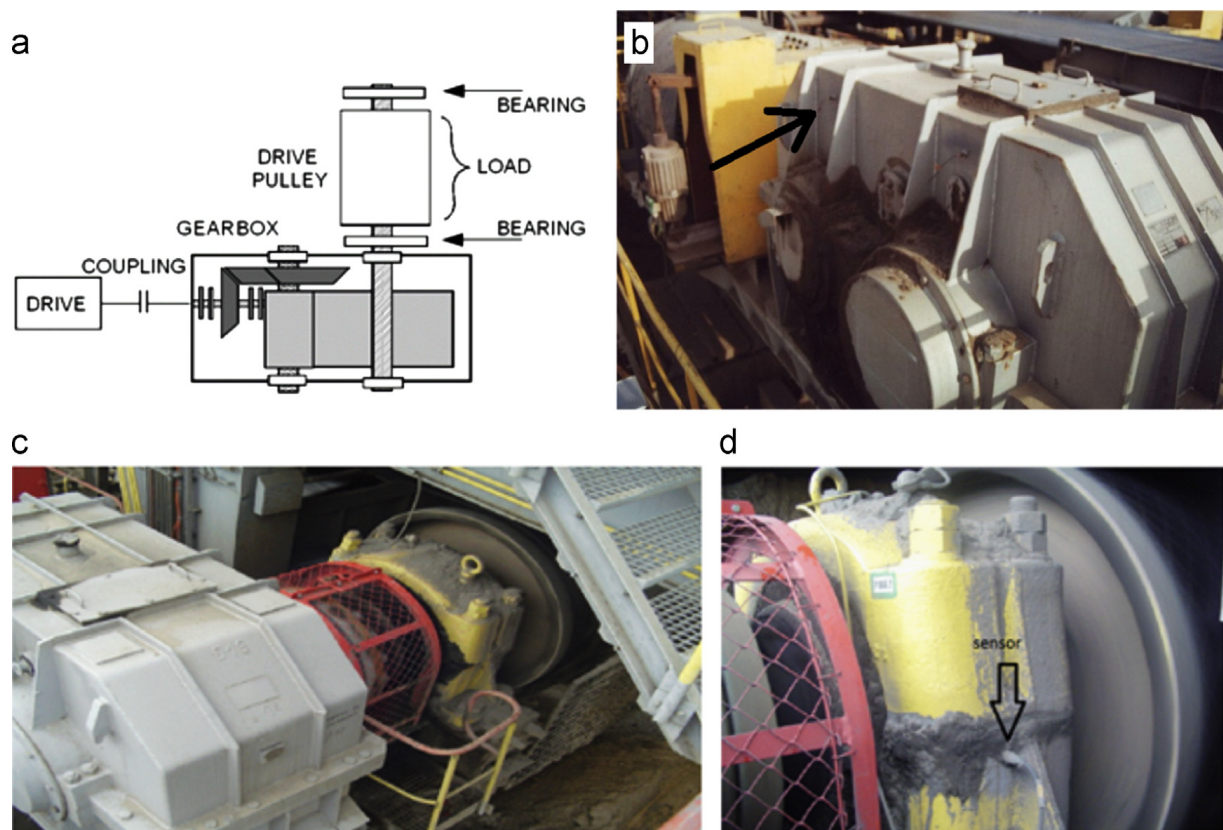 a
BEARING
DRIVE
PULLEY
LOAD
GEARBOX
BEARING
COUPLING
DRIVE
b
c
d
sensor